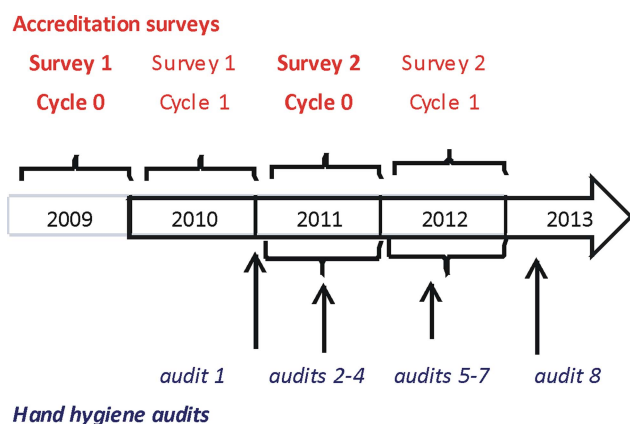 Accreditation surveys
Survey 1 Survey 1 Survey 2 Survey 2
Cycle 0 Cycle 1 Cycle 0 Cycle 1
2009 2010 2011 2012 2013
audit 1 audits 2-4 audits 5-7 audit 8
Hand hygiene audits